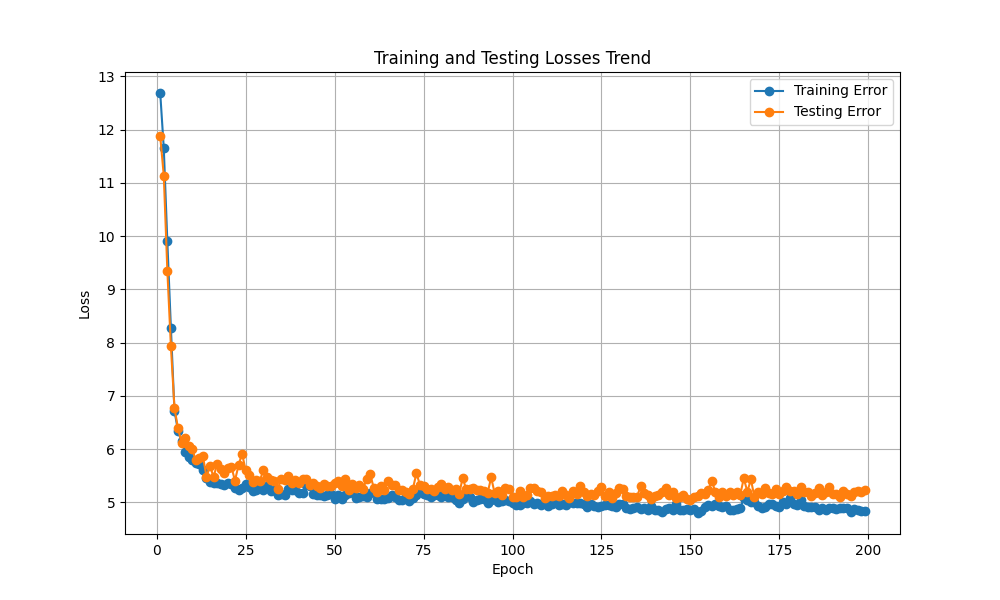 Training and Testing Losses Trend
13
12
11
10
9
8
7
6
5
Loss
Training Error
Testing Error
0 25 50 75 100 125 150 175 200
Epoch